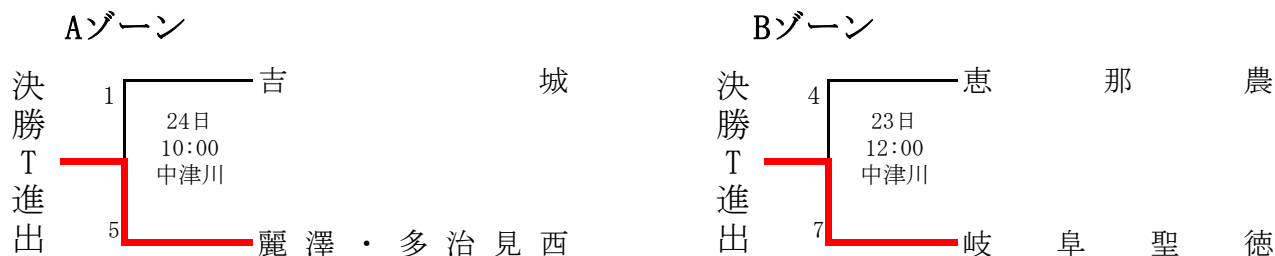 Aゾーン
決勝T進出
1
吉城
24日
10:00
中津川
5
麗澤・多治見西
Bゾーン
決勝T進出
4
恵那農
23日
12:00
中津川
7
岐阜聖徳